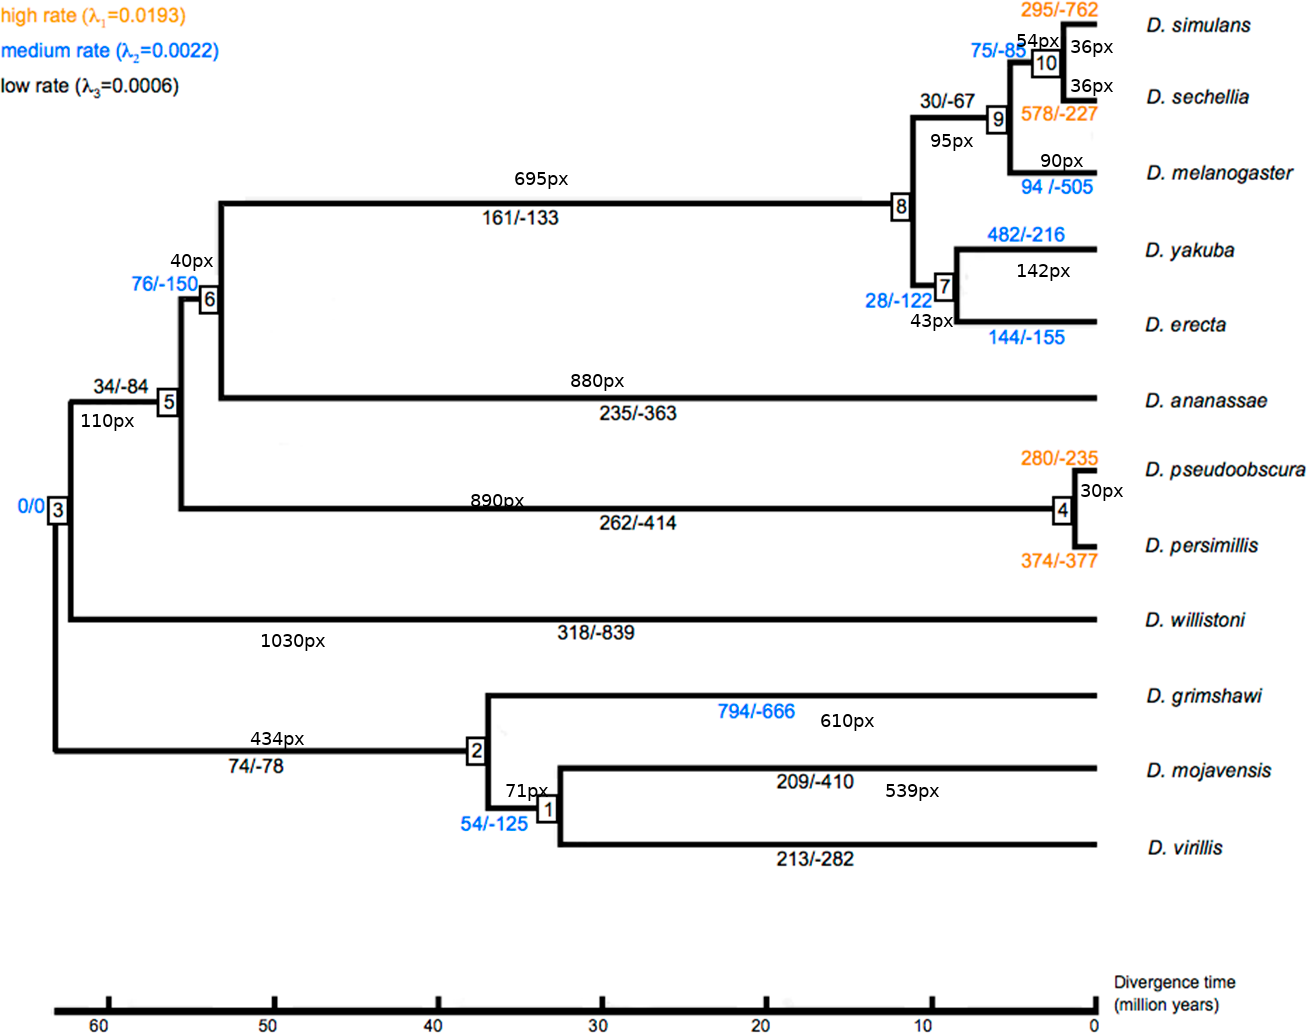 high rate (λ1=0.0193)
medium rate (λ2=0.0022)
low rate (λ3=0.0006)
295/-762
D. simulans
54px
36px
75/-85
10
36px
D. sechellia
578/-227
30/-67
9
95px
90px
D. melanogaster
94 /-505
695px
8
161/-133
482/-216
D. yakuba
142px
40px
76/-150
6
7
28/-122
43px
D. erecta
144/-155
880px
D. ananassae
235/-363
34/-84
5
110px
280/-235
D. pseudoobscura
30px
890px
0/0
3
4
262/-414
D. persimillis
374/-377
D. willistoni
1030px
318/-839
D. grimshawi
794/-666
610px
434px
2
74/-78
D. mojavensis
209/-410
539px
71px
1
54/-125
D. virillis
213/-282
Divergence time
(million years)
60 50 40 30 20 10 0